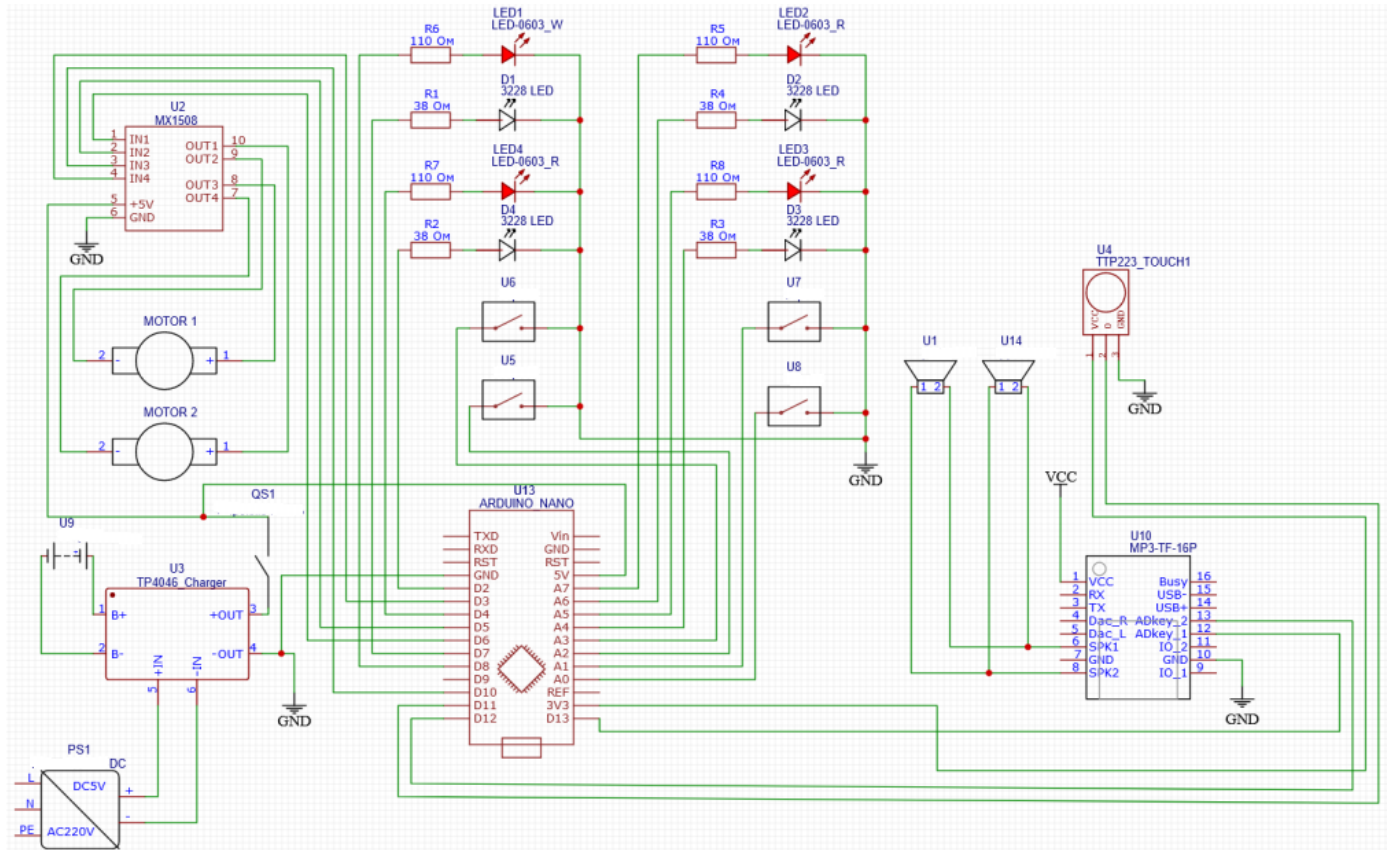 LED1
LED-0603_W
R6
110 Ом
LED2
LED-0603_R
R5
110 Ом
D1
3228 LED
R1
38 Ом
D2
3228 LED
R4
38 Ом
U2
MX1508
1 IN1
2 IN2
3 IN3
4 IN4
5 +5V
6 GND
OUT1 10
OUT2 9
OUT3 8
OUT4 7
GND
LED4
LED-0603_R
R7
110 Ом
LED3
LED-0603_R
R8
110 Ом
D4
3228 LED
R2
38 Ом
D3
3228 LED
R3
38 Ом
U6
U7
U5
U8
GND
MOTOR 1
2 - + 1
MOTOR 2
2 - + 1
U4
TTP223_TOUCH1
VCC
D
GND
1 2 3
GND
U1
1 2
U14
1 2
QS1
U9
U3
TP4046_Charger
1 B+
2 B-
+OUT 3
-OUT 4
+IN
-IN
5
6
GND
U13
ARDUINO_NANO
TXD
RXD
RST
GND
D2
D3
D4
D5
D6
D7
D8
D9
D10
D11
D12
Vin
GND
RST
5V
A7
A6
A5
A4
A3
A2
A1
A0
REF
3V3
D13
VCC
U10
MP3-TF-16P
1 VCC
2 RX
3 TX
4 Dac_R
5 Dac_L
6 SPK1
7 GND
8 SPK2
Busy 16
USB- 15
USB+ 14
ADkey_2 13
ADkey_1 12
IO_2 11
GND 10
IO_1 9
GND
PS1
DC
L
N
PE
DC5V
AC220V
+
-